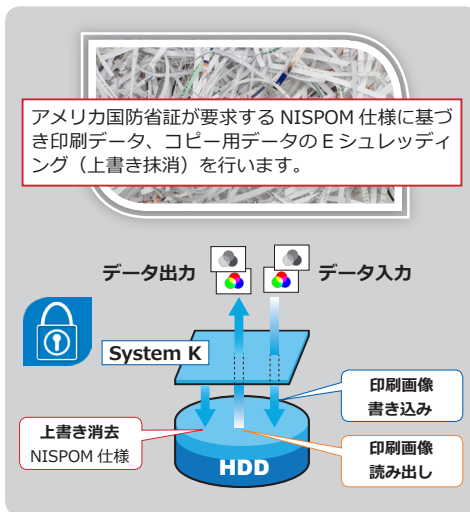 アメリカ国防省証が要求する NISPOM 仕様に基づ
き印刷データ、コピー用データの E シュレッディ
ング（上書き抹消）を行います。
データ出力
データ入力
System K
印刷画像
書き込み
上書き消去
NISPOM 仕様
HDD
印刷画像
読み出し